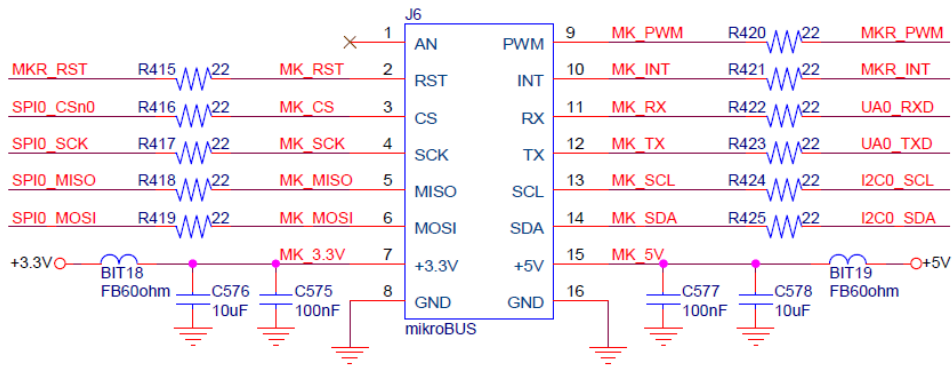 J6
1 AN PWM 9 MK_PWM R420 22 MKR_PWM
MKR_RST R415 22 MK_RST 2 RST INT 10 MK_INT R421 22 MKR_INT
SPI0_CSn0 R416 22 MK_CS 3 CS RX 11 MK_RX R422 22 UA0_RXD
SPI0_SCK R417 22 MK_SCK 4 SCK TX 12 MK_TX R423 22 UA0_TXD
SPI0_MISO R418 22 MK_MISO 5 MISO SCL 13 MK_SCL R424 22 I2C0_SCL
SPI0_MOSI R419 22 MK_MOSI 6 MOSI SDA 14 MK_SDA R425 22 I2C0_SDA
+3.3V MK_3.3V 7 +3.3V +5V 15 MK_5V +5V
BIT18 BIT19
FB60ohm FB60ohm
C576 C575 8 GND GND 16 C577 C578
10uF 100nF 100nF 10uF
mikroBUS